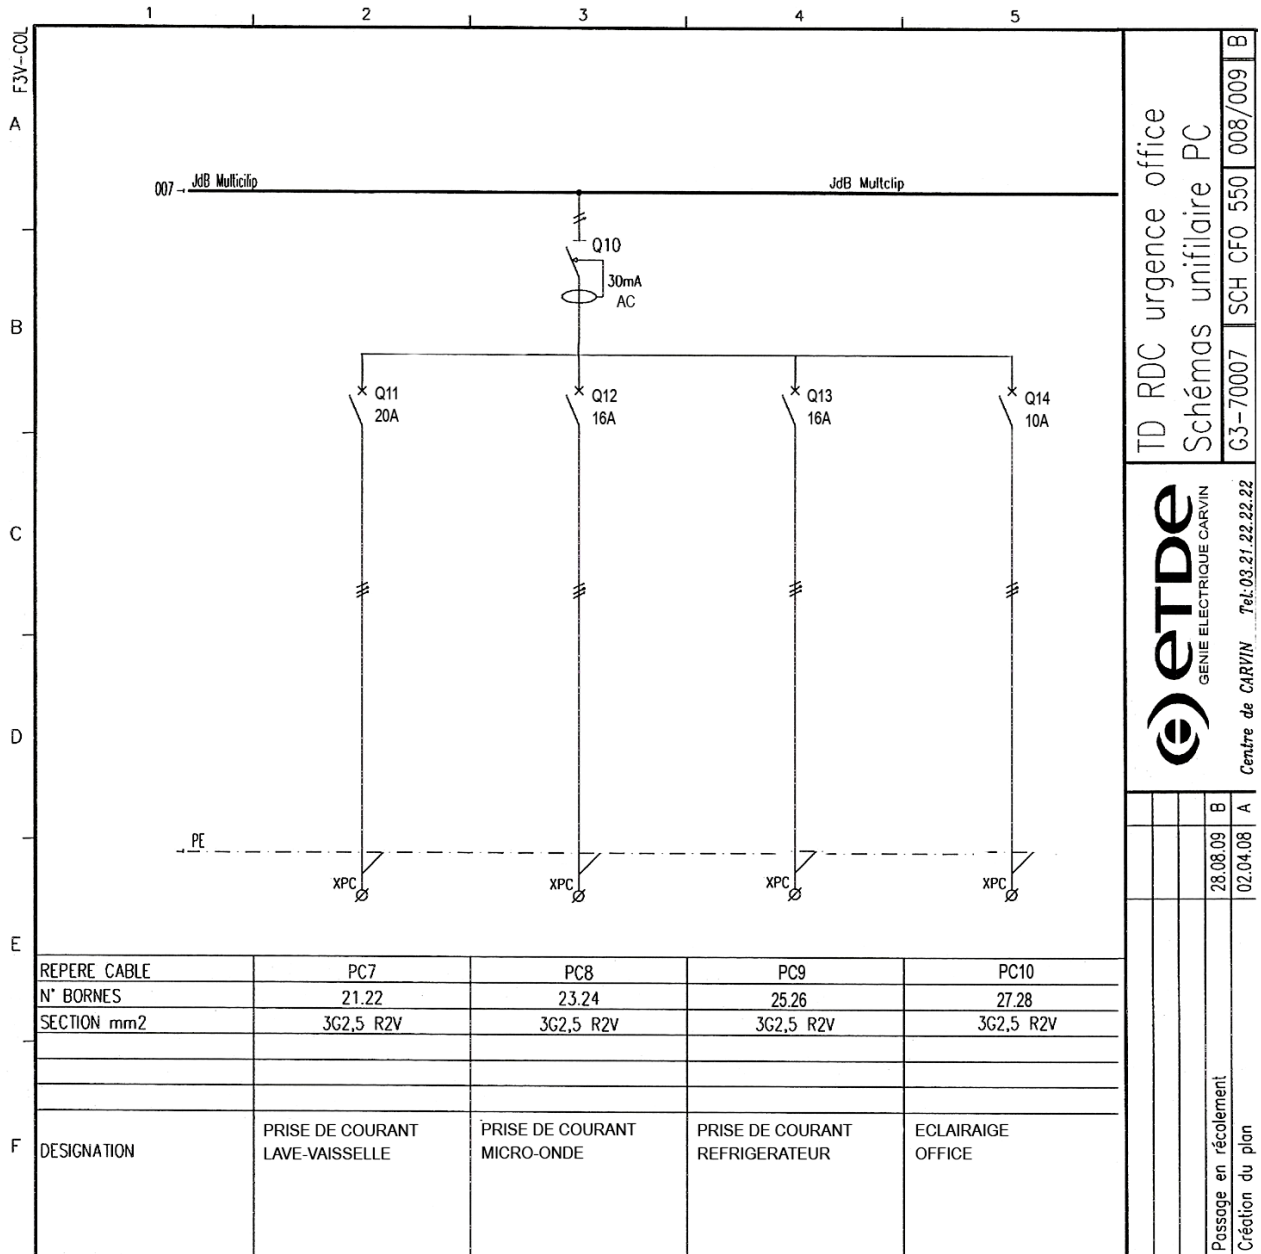 1 2 3 4 5
F3V-COL
A
B
C
D
E
F
007
JdB Multiciip
JdB Multclip
Q10
30mA
AC
Q11
20A
Q12
16A
Q13
16A
Q14
10A
PE
XPC XPC XPC XPC
REPERE CABLE PC7 PC8 PC9 PC10
N° BORNES 21.22 23.24 25.26 27.28
SECTION mm2 3G2,5 R2V 3G2,5 R2V 3G2,5 R2V 3G2,5 R2V
DESIGNATION
PRISE DE COURANT
LAVE-VAISSELLE
PRISE DE COURANT
MICRO-ONDE
PRISE DE COURANT
REFRIGERATEUR
ECLAIRAIGE
OFFICE
TD RDC urgence office
Schémas unifilaire PC
G3-70007 SCH CFO 550 008/009 B
eTDe
GENIE ELECTRIQUE CARVIN
Centre de CARVIN Tel:03.21.22.22.22
Passage en récolement 28.08.09 B
Création du plan 02.04.08 A